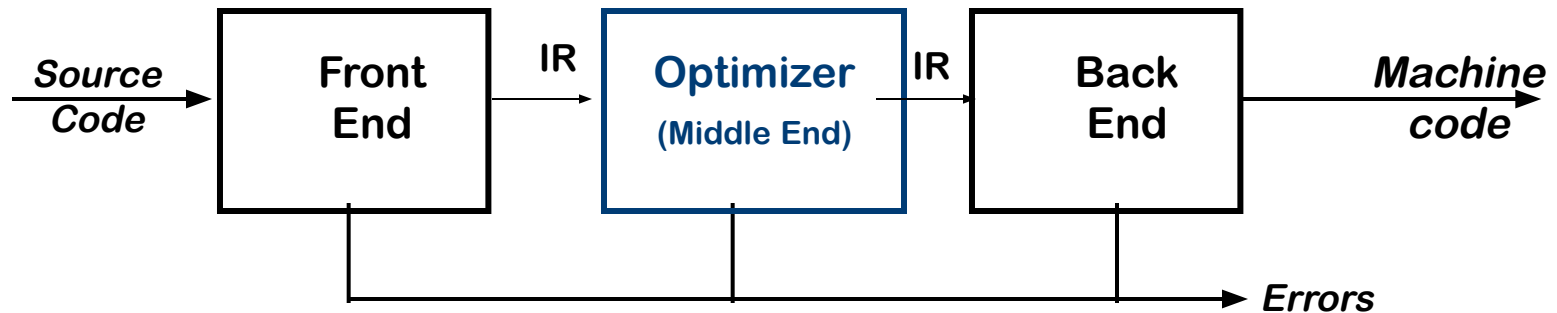 Source
Code
Front
End
IR
Optimizer
(Middle End)
IR
Back
End
Machine
code
Errors